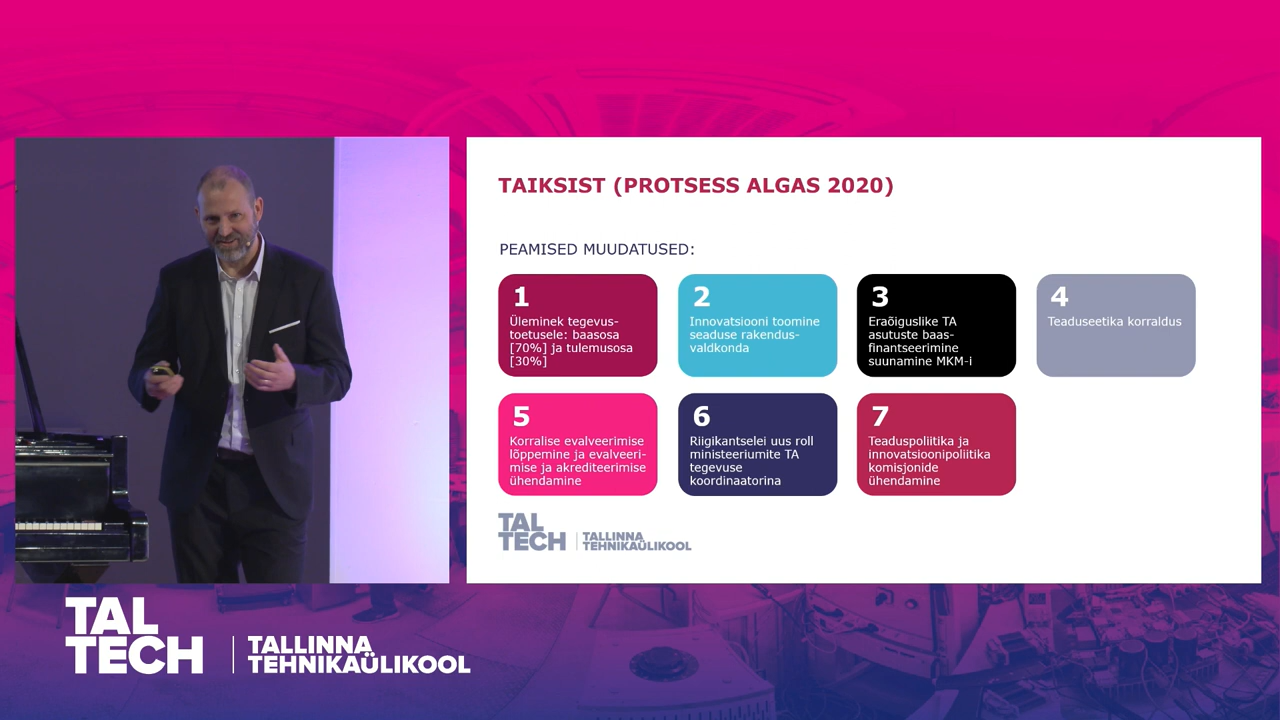 TAIKSIST (PROTSESS ALGAS 2020)
PEAMISED MUUDATUSED:
1
Üleminek tegevus-
toetusele: baasosa
[70%] ja tulemusosa
[30%]
2
Innovatsiooni toomine
seaduse rakendus-
valdkonda
3
Eraõiguslike TA
asutuste baas-
finantseerimine
suunamine MKM-i
4
Teaduseetika korraldus
5
Korralise evalveerimise
lõppemine ja evalveeri-
mise ja akrediteerimise
ühendamine
6
Riigikantselei uus roll
ministeeriumite TA
tegevuse
koordinaatorina
7
Teaduspoliitika ja
innovatsioonipoliitika
komisjonide
ühendamine
TAL
TECH
TALLINNA
TEHNIKAÜLIKOOL
TAL
TECH
TALLINNA
TEHNIKAÜLIKOOL